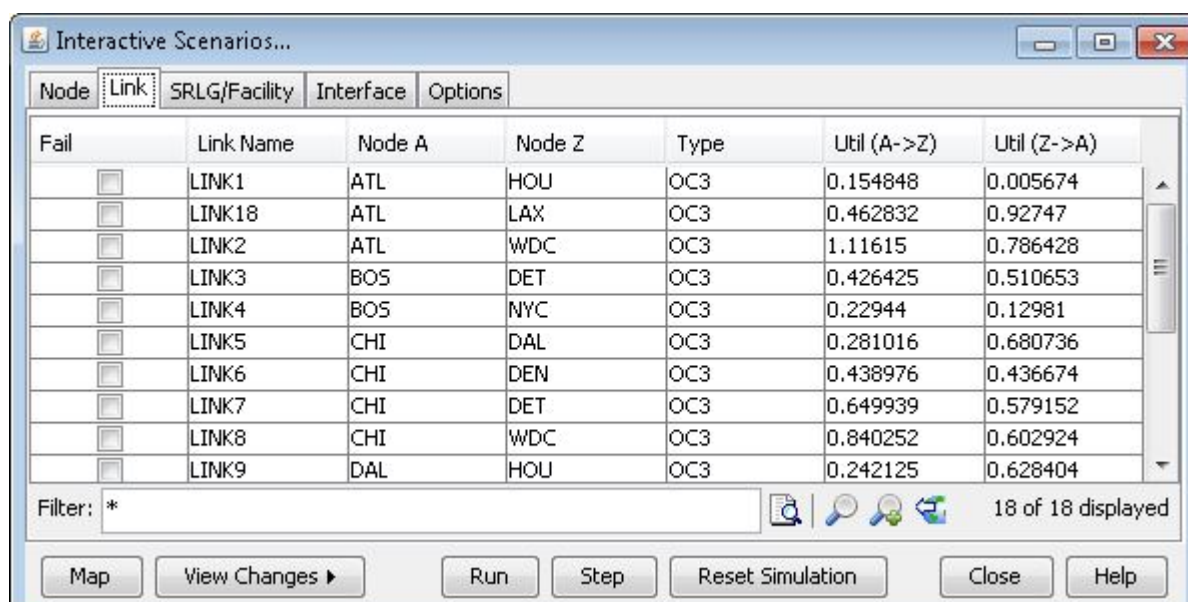 Interactive Scenarios...
Node Link SRLG/Facility Interface Options
Fail Link Name Node A Node Z Type Util (A->Z) Util (Z->A)
LINK1 ATL HOU OC3 0.154848 0.005674
LINK18 ATL LAX OC3 0.462832 0.92747
LINK2 ATL WDC OC3 1.11615 0.786428
LINK3 BOS DET OC3 0.426425 0.510653
LINK4 BOS NYC OC3 0.22944 0.12981
LINK5 CHI DAL OC3 0.281016 0.680736
LINK6 CHI DEN OC3 0.438976 0.436674
LINK7 CHI DET OC3 0.649939 0.579152
LINK8 CHI WDC OC3 0.840252 0.602924
LINK9 DAL HOU OC3 0.242125 0.628404
Filter: * 18 of 18 displayed
Map View Changes Run Step Reset Simulation Close Help